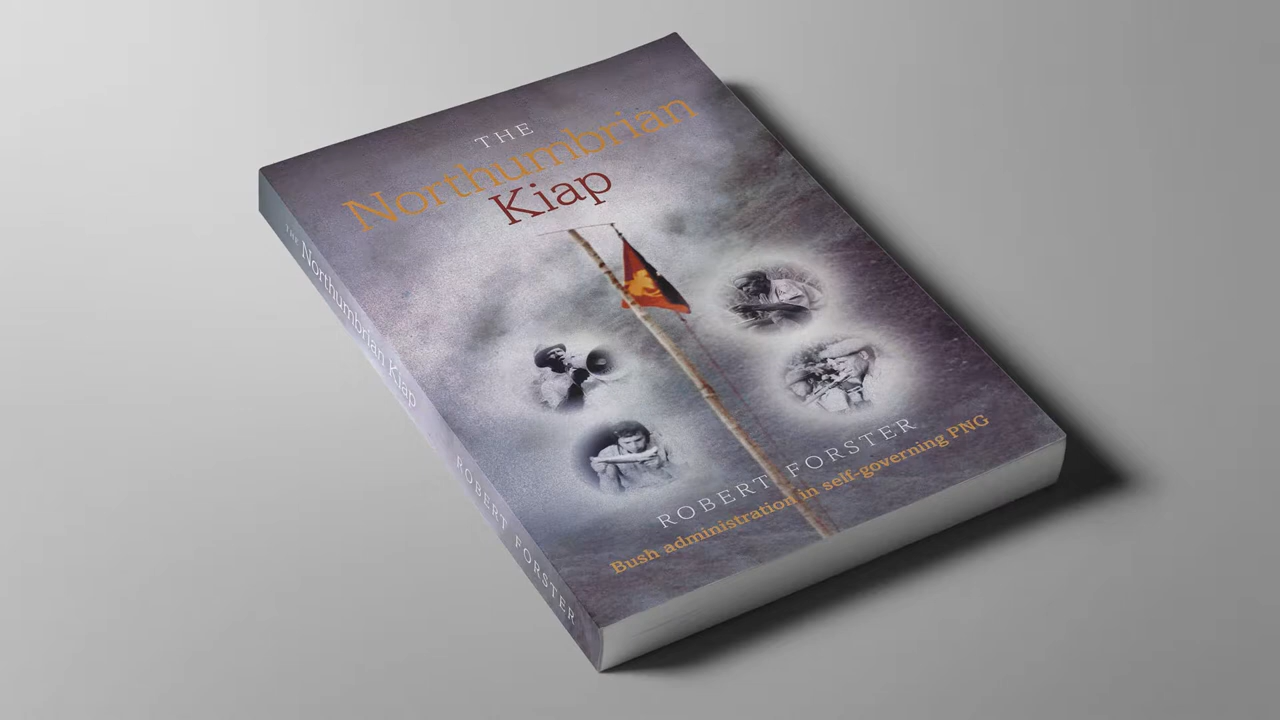 THE
Northumbrian
Kiap
ROBERT FORSTER
Bush administration in self-governing PNG
THE Northumbrian Kiap ROBERT FORSTER